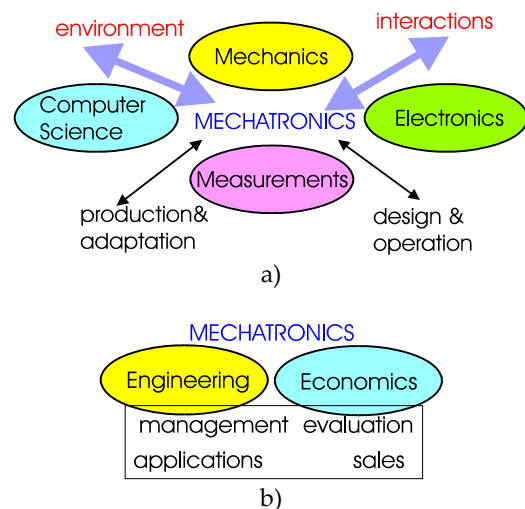 environment
interactions
Mechanics
Computer
Science
MECHATRONICS
Electronics
Measurements
production&
adaptation
design &
operation
a)
MECHATRONICS
Engineering
Economics
management evaluation
applications sales
b)